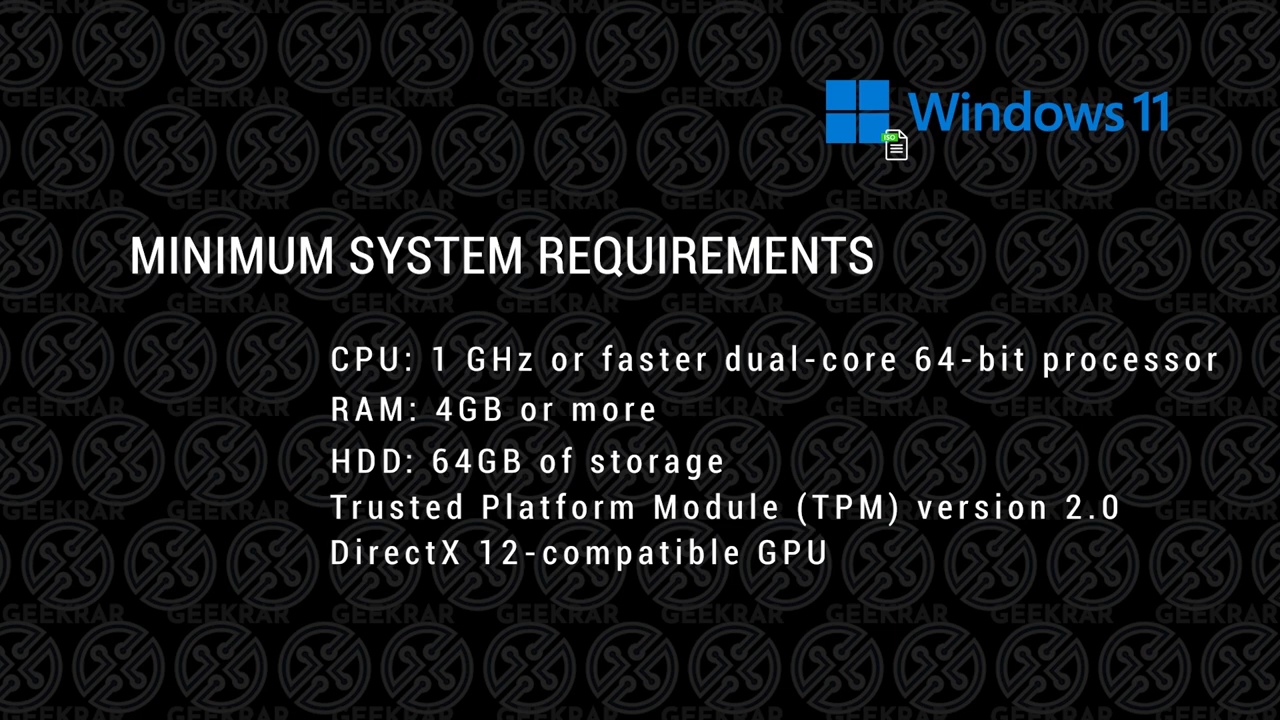 Windows 11
ISO
MINIMUM SYSTEM REQUIREMENTS
CPU: 1 GHz or faster dual-core 64-bit processor
RAM: 4GB or more
HDD: 64GB of storage
Trusted Platform Module (TPM) version 2.0
DirectX 12-compatible GPU
GEEKRAR